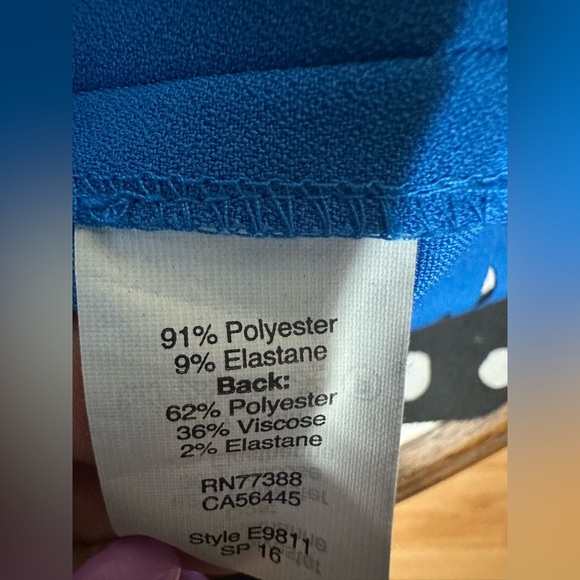 91% Polyester
9% Elastane
Back:
62% Polyester
36% Viscose
2% Elastane
RN77388
CA56445
Style E9811
SP 16